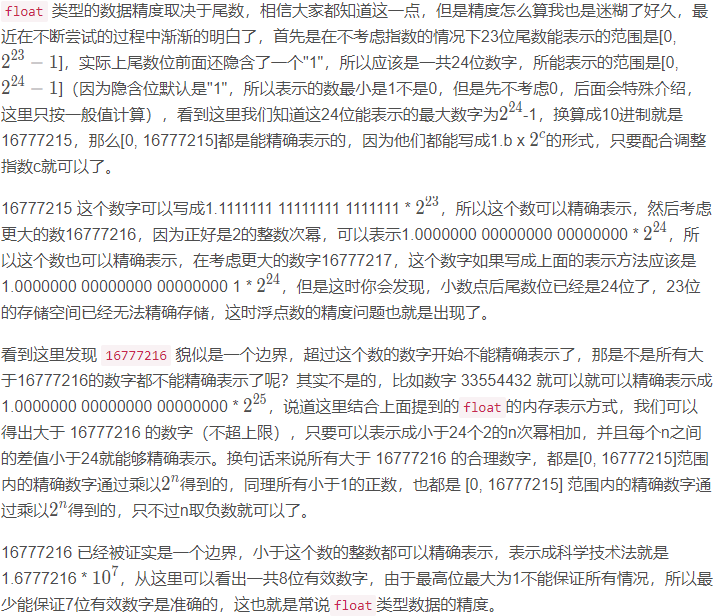 float 类型的数据精度取决于尾数，相信大家都知道这一点，但是精度怎么算我也是迷糊了好久，最
近在不断尝试的过程中渐渐的明白了，首先是在不考虑指数的情况下23位尾数能表示的范围是[0,
2^23 − 1]，实际上尾数位前面还隐含了一个"1"，所以应该是一共24位数字，所能表示的范围是[0,
2^24 − 1]（因为隐含位默认是"1"，所以表示的数最小是1不是0，但是先不考虑0，后面会特殊介绍，
这里只按一般值计算），看到这里我们知道这24位能表示的最大数字为2^24-1，换算成10进制就是
16777215，那么[0, 16777215]都是能精确表示的，因为他们都能写成1.b x 2^c的形式，只要配合调整
指数c就可以了。
16777215 这个数字可以写成1.1111111 11111111 1111111 * 2^23，所以这个数可以精确表示，然后考虑
更大的数16777216，因为正好是2的整数次幂，可以表示1.0000000 00000000 00000000 * 2^24，所
以这个数也可以精确表示，在考虑更大的数字16777217，这个数字如果写成上面的表示方法应该是
1.0000000 00000000 00000000 1 * 2^24，但是这时你会发现，小数点后尾数位已经是24位了，23位
的存储空间已经无法精确存储，这时浮点数的精度问题也就是出现了。
看到这里发现 16777216 貌似是一个边界，超过这个数的数字开始不能精确表示了，那是不是所有大
于16777216的数字都不能精确表示了呢？其实不是的，比如数字 33554432 就可以就可以精确表示成
1.0000000 00000000 00000000 * 2^25，说道这里结合上面提到的float的内存表示方式，我们可以
得出大于 16777216 的数字（不超上限），只要可以表示成小于24个2的n次幂相加，并且每个n之间
的差值小于24就能够精确表示。换句话来说所有大于 16777216 的合理数字，都是[0, 16777215]范围
内的精确数字通过乘以2^n得到的，同理所有小于1的正数，也都是 [0, 16777215] 范围内的精确数字通
过乘以2^n得到的，只不过n取负数就可以了。
16777216 已经被证实是一个边界，小于这个数的整数都可以精确表示，表示成科学技术法就是
1.6777216 * 10^7，从这里可以看出一共8位有效数字，由于最高位最大为1不能保证所有情况，所以最
少能保证7位有效数字是准确的，这也就是常说float类型数据的精度。